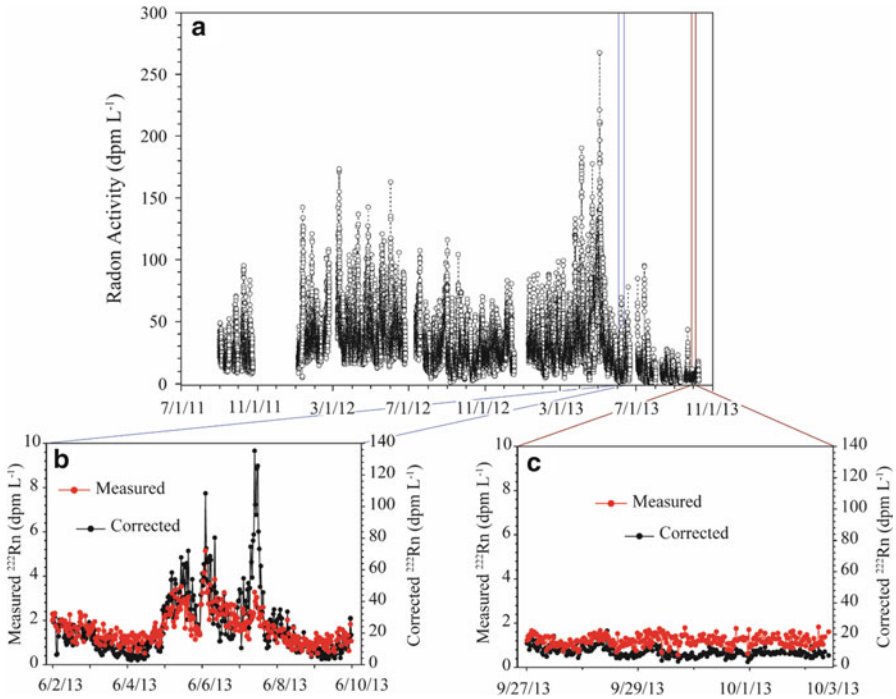 a
Radon Activity (dpm L⁻¹)
300
250
200
150
100
50
0
7/1/11 11/1/11 3/1/12 7/1/12 11/1/12 3/1/13 7/1/13 11/1/13
b
Measured ²²²Rn (dpm L⁻¹)
10
8
6
4
2
0
Measured
Corrected
140
120
100
80
60
40
20
0
Corrected ²²²Rn (dpm L⁻¹)
6/2/13 6/4/13 6/6/13 6/8/13 6/10/13
c
Measured ²²²Rn (dpm L⁻¹)
10
8
6
4
2
0
Measured
Corrected
140
120
100
80
60
40
20
0
Corrected ²²²Rn (dpm L⁻¹)
9/27/13 9/29/13 10/1/13 10/3/13